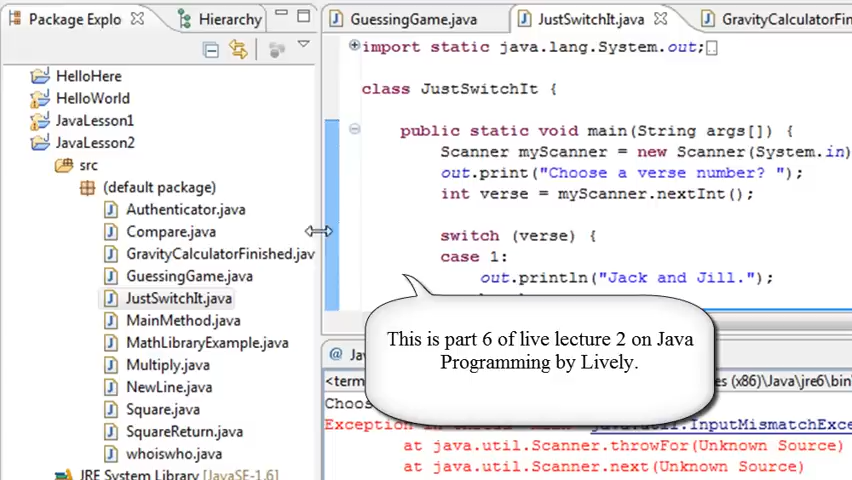 Package Explo
Hierarchy
HelloHere
HelloWorld
JavaLesson1
JavaLesson2
src
(default package)
Authenticator.java
Compare.java
GravityCalculatorFinished.jav
GuessingGame.java
JustSwitchIt.java
MainMethod.java
MathLibraryExample.java
Multiply.java
NewLine.java
Square.java
SquareReturn.java
whoiswho.java
JRE System Library [JavaSE-1.6]
GuessingGame.java
JustSwitchIt.java
GravityCalculatorFin
import static java.lang.System.out;
class JustSwitchIt {
public static void main(String args[]) {
Scanner myScanner = new Scanner(System.in)
out.print("Choose a verse number? ");
int verse = myScanner.nextInt();
switch (verse) {
case 1:
out.println("Jack and Jill.");
This is part 6 of live lecture 2 on Java
Programming by Lively.
@ Jav
<term
es (x86)\Java\jre6\bin\
Choos
Exception in
java.util.InputMismatchExce
at java.util.Scanner.throwFor(Unknown Source)
at java.util.Scanner.next(Unknown Source)